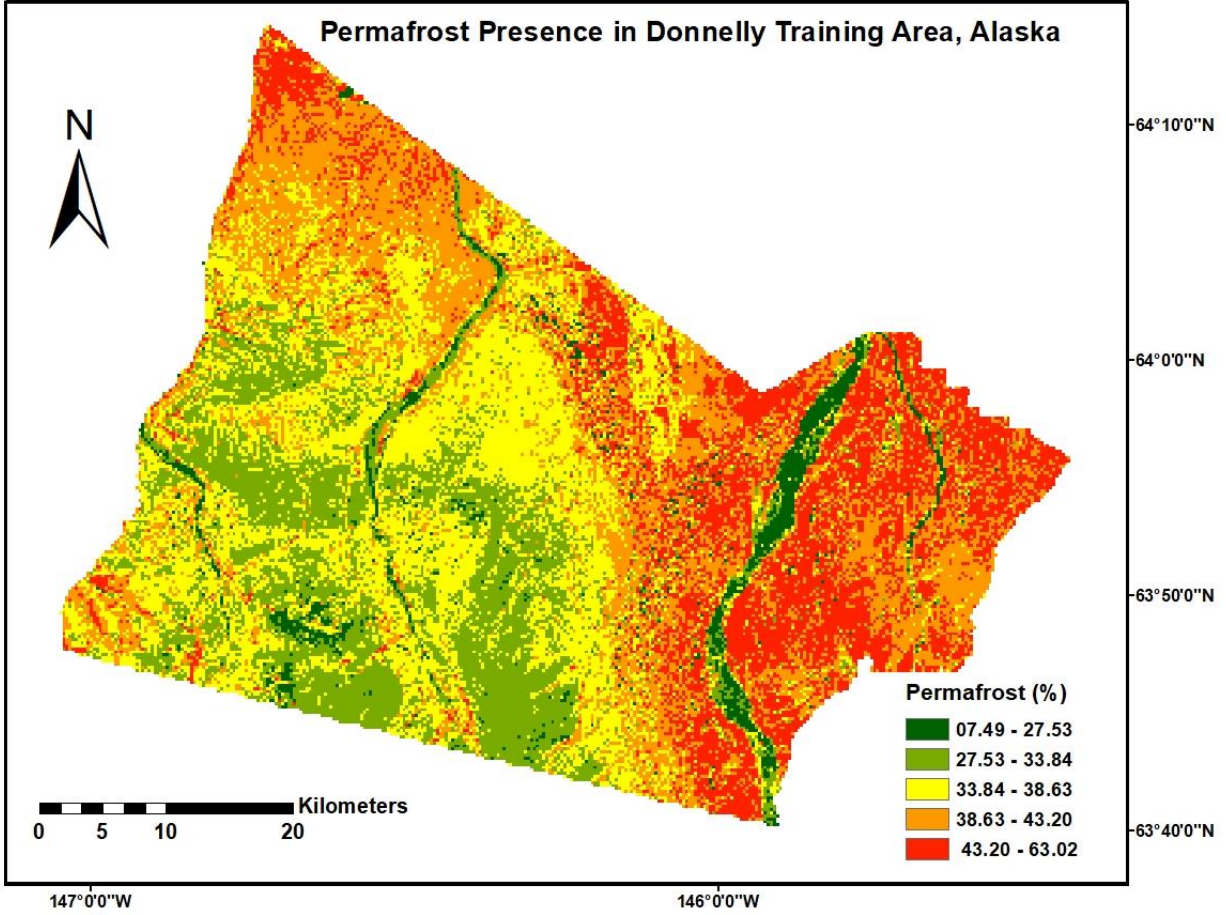 Permafrost Presence in Donnelly Training Area, Alaska
N
64°10'0"N
64°0'0"N
63°50'0"N
63°40'0"N
Permafrost (%)
07.49 - 27.53
27.53 - 33.84
33.84 - 38.63
38.63 - 43.20
43.20 - 63.02
Kilometers
0 5 10 20
147°0'0"W 146°0'0"W